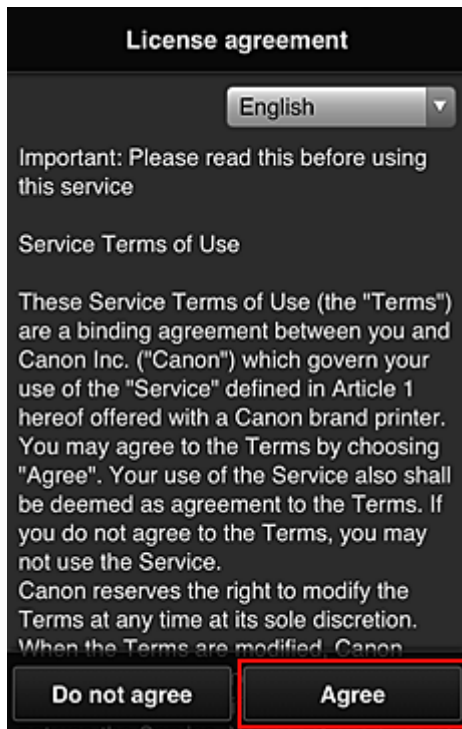 License agreement
English
Important: Please read this before using
this service
Service Terms of Use
These Service Terms of Use (the "Terms")
are a binding agreement between you and
Canon Inc. ("Canon") which govern your
use of the "Service" defined in Article 1
hereof offered with a Canon brand printer.
You may agree to the Terms by choosing
"Agree". Your use of the Service also shall
be deemed as agreement to the Terms. If
you do not agree to the Terms, you may
not use the Service.
Canon reserves the right to modify the
Terms at any time at its sole discretion.
When the Terms are modified, Canon
Do not agree
Agree